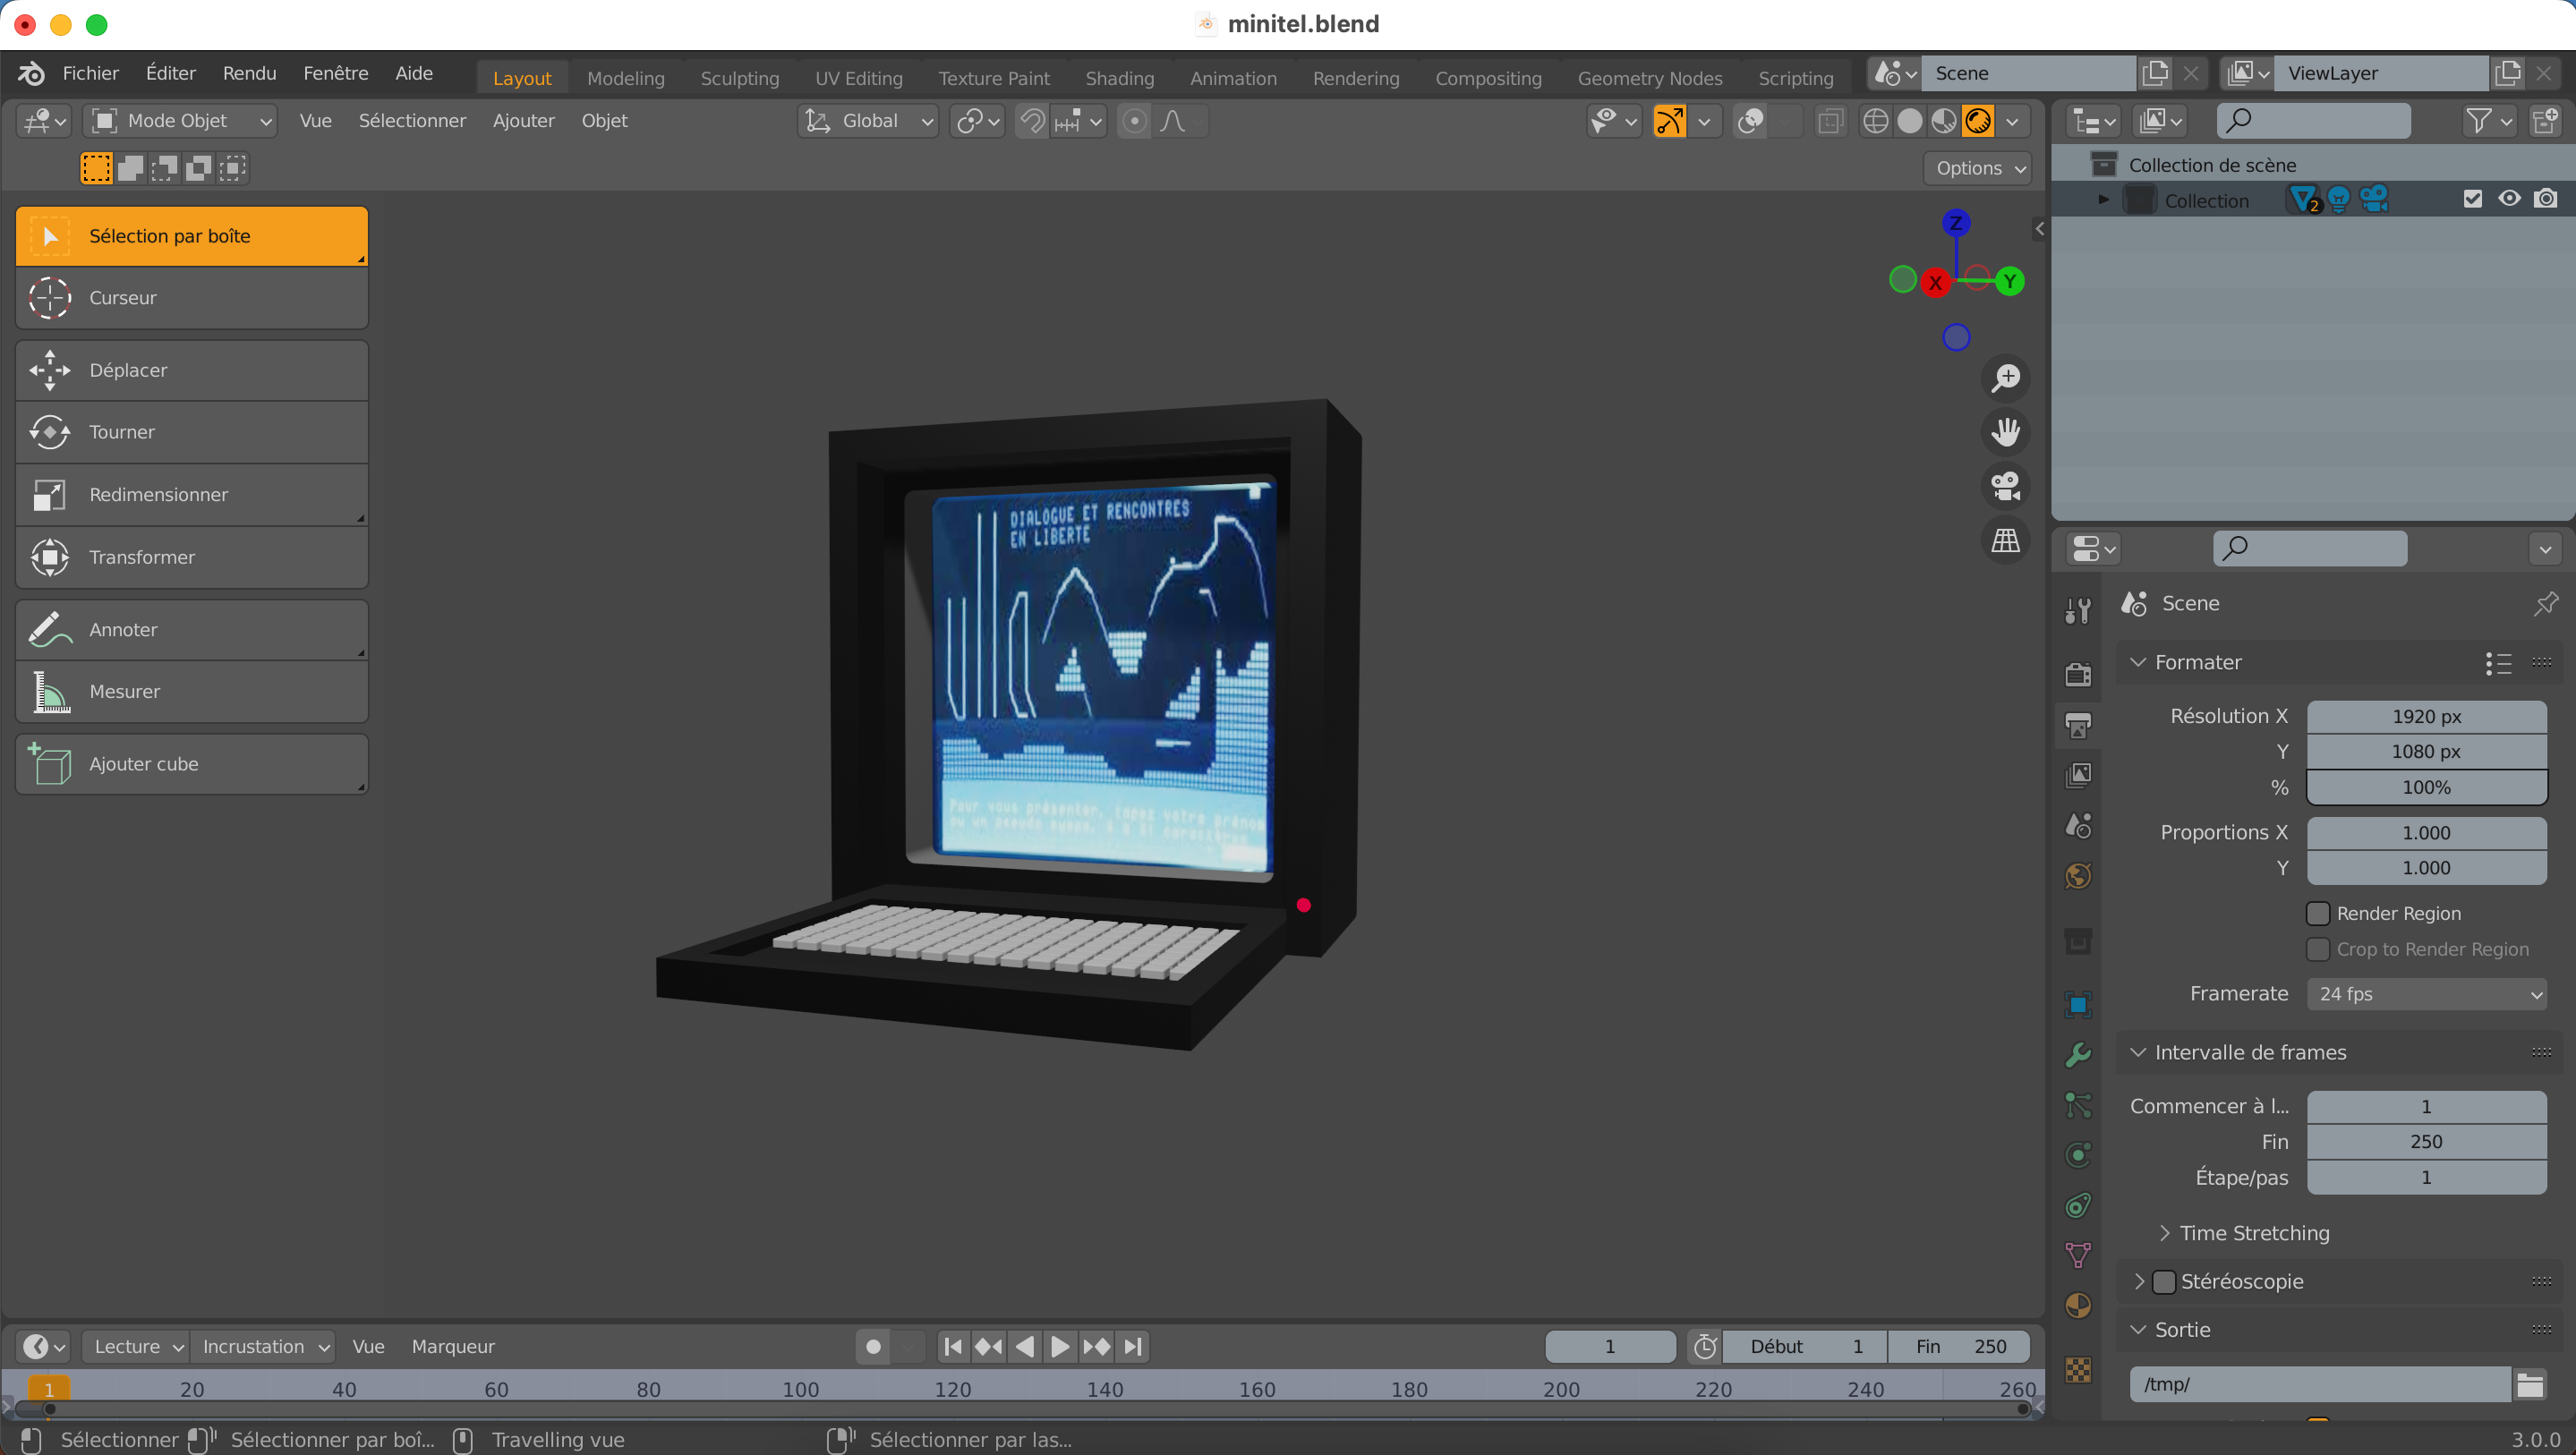 minitel.blend
Fichier Éditer Rendu Fenêtre Aide
Layout Modeling Sculpting UV Editing Texture Paint Shading Animation Rendering Compositing Geometry Nodes Scripting
Scene
ViewLayer
Mode Objet Vue Sélectionner Ajouter Objet
Global
Options
Sélection par boîte
Curseur
Déplacer
Tourner
Redimensionner
Transformer
Annoter
Mesurer
Ajouter cube
Z
X
Y
DIALOGUE ET RENCONTRES
EN LIBERTE
Pour vous présenter, tapez votre prénom
ou un pseudo
Collection de scène
Collection
2
Scene
Formater
Résolution X 1920 px
Y 1080 px
% 100%
Proportions X 1.000
Y 1.000
Render Region
Crop to Render Region
Framerate 24 fps
Intervalle de frames
Commencer à l... 1
Fin 250
Étape/pas 1
Time Stretching
Stéréoscopie
Sortie
/tmp/
Lecture Incrustation Vue Marqueur
1
Début 1
Fin 250
1 20 40 60 80 100 120 140 160 180 200 220 240 260
Sélectionner Sélectionner par boî... Travelling vue Sélectionner par las... 3.0.0